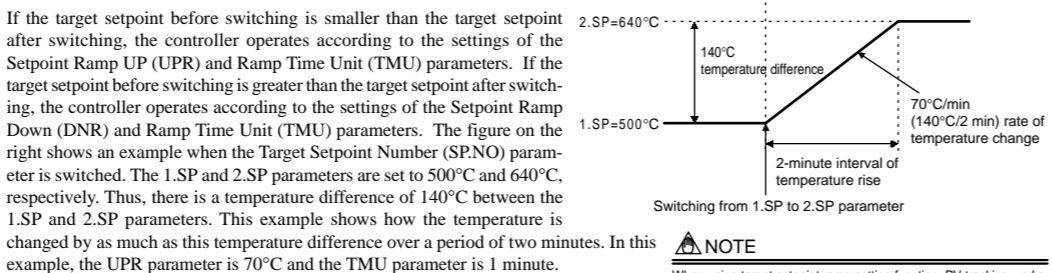 If the target setpoint before switching is smaller than the target setpoint
after switching, the controller operates according to the settings of the
Setpoint Ramp UP (UPR) and Ramp Time Unit (TMU) parameters. If the
target setpoint before switching is greater than the target setpoint after switch-
ing, the controller operates according to the settings of the Setpoint Ramp
Down (DNR) and Ramp Time Unit (TMU) parameters. The figure on the
right shows an example when the Target Setpoint Number (SP.NO) param-
eter is switched. The 1.SP and 2.SP parameters are set to 500°C and 640°C,
respectively. Thus, there is a temperature difference of 140°C between the
1.SP and 2.SP parameters. This example shows how the temperature is
changed by as much as this temperature difference over a period of two minutes. In this
example, the UPR parameter is 70°C and the TMU parameter is 1 minute.
2.SP=640°C
140°C
temperature difference
70°C/min
(140°C/2 min) rate of
temperature change
1.SP=500°C
2-minute interval of
temperature rise
Switching from 1.SP to 2.SP parameter
NOTE